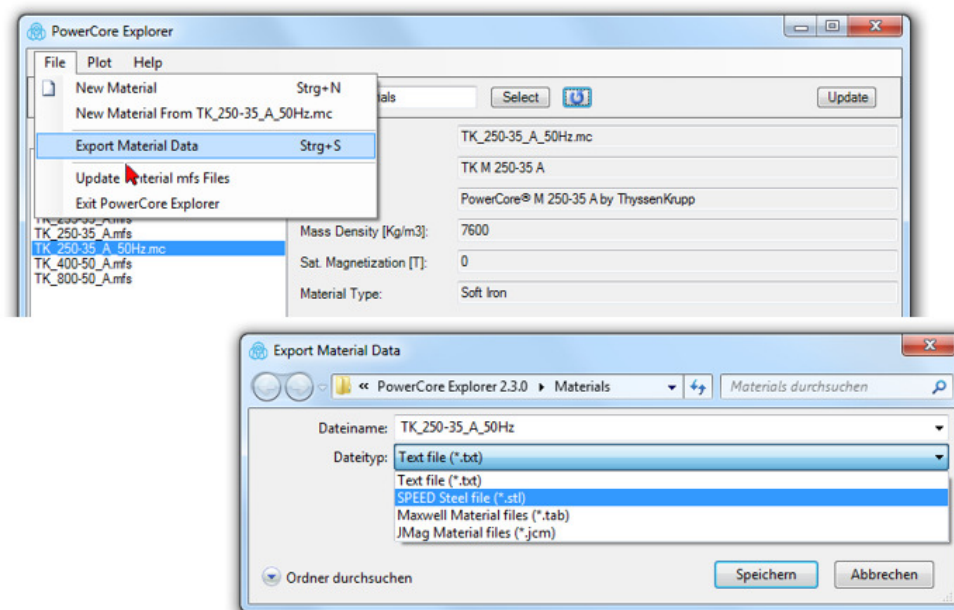 PowerCore Explorer
File Plot Help
New Material Strg+N
New Material From TK_250-35_A_50Hz.mc
Export Material Data Strg+S
Update Material mfs Files
Exit PowerCore Explorer
Select
Update
TK_250-35_A_50Hz.mc
TK M 250-35 A
PowerCore® M 250-35 A by ThyssenKrupp
Mass Density [Kg/m3]: 7600
Sat. Magnetization [T]: 0
Material Type: Soft Iron
TK_250-35_A.mfs
TK_250-35_A_50Hz.mc
TK_400-50_A.mfs
TK_800-50_A.mfs
Export Material Data
« PowerCore Explorer 2.3.0 Materials
Materials durchsuchen
Dateiname: TK_250-35_A_50Hz
Dateityp: Text file (*.txt)
Text file (*.txt)
SPEED Steel file (*.stl)
Maxwell Material files (*.tab)
JMag Material files (*.jcm)
Ordner durchsuchen
Speichern
Abbrechen